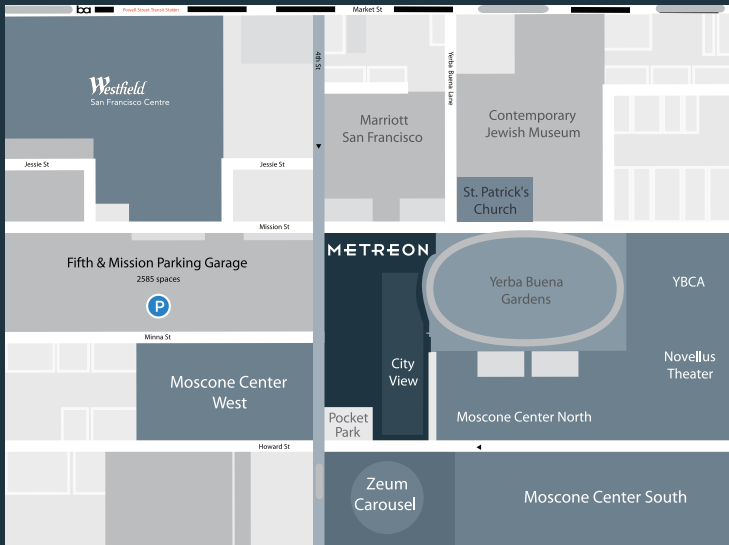 ba
Powell Street Transit Station
Market St
4th St
Yerba Buena Lane
Westfield
San Francisco Centre
Marriott
San Francisco
Contemporary
Jewish Museum
Jessie St
Jessie St
St. Patrick's
Church
Mission St
METREON
Fifth & Mission Parking Garage
2585 spaces
P
Yerba Buena
Gardens
YBCA
Minna St
City
View
Novellus
Theater
Moscone Center
West
Pocket
Park
Moscone Center North
Howard St
Zeum
Carousel
Moscone Center South